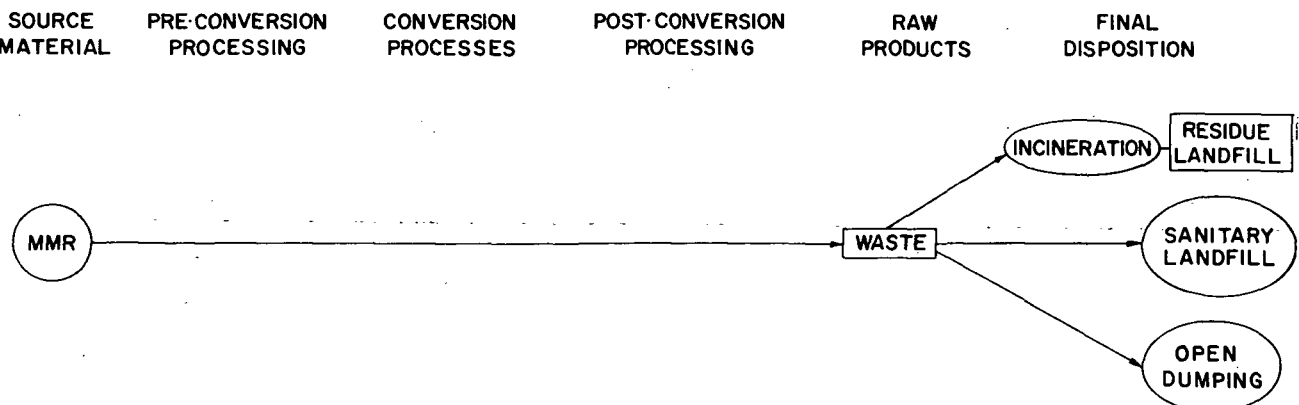 SOURCE MATERIAL
PRE-CONVERSION PROCESSING
CONVERSION PROCESSES
POST-CONVERSION PROCESSING
RAW PRODUCTS
FINAL DISPOSITION
INCINERATION
RESIDUE
LANDFILL
MMR
WASTE
SANITARY
LANDFILL
OPEN
DUMPING